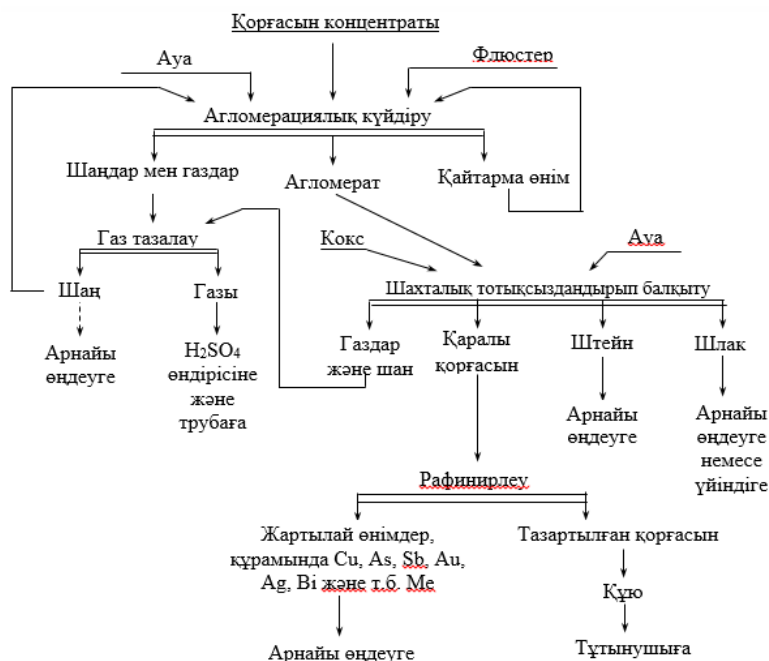 Қорғасын концентраты
Ауа
Флюстер
Агломерациялық күйдіру
Шаңдар мен газдар
Агломерат
Қайтарма өнім
Газ тазалау
Кокс
Ауа
Шаң
Газы
Шахталық тотықсыздандырып балқыту
Арнайы
өңдеуге
H₂SO₄
өндірісіне
және
трубаға
Газдар
және шан
Қаралы
қорғасын
Штейн
Шлак
Арнайы
өңдеуге
Арнайы
өңдеуге
немесе
үйіндіге
Рафинирлеу
Жартылай өнімдер,
құрамында Cu, As, Sb, Au,
Ag, Bi және т.б. Ме
Тазартылған қорғасын
Құю
Арнайы өңдеуге
Тұтынушыға